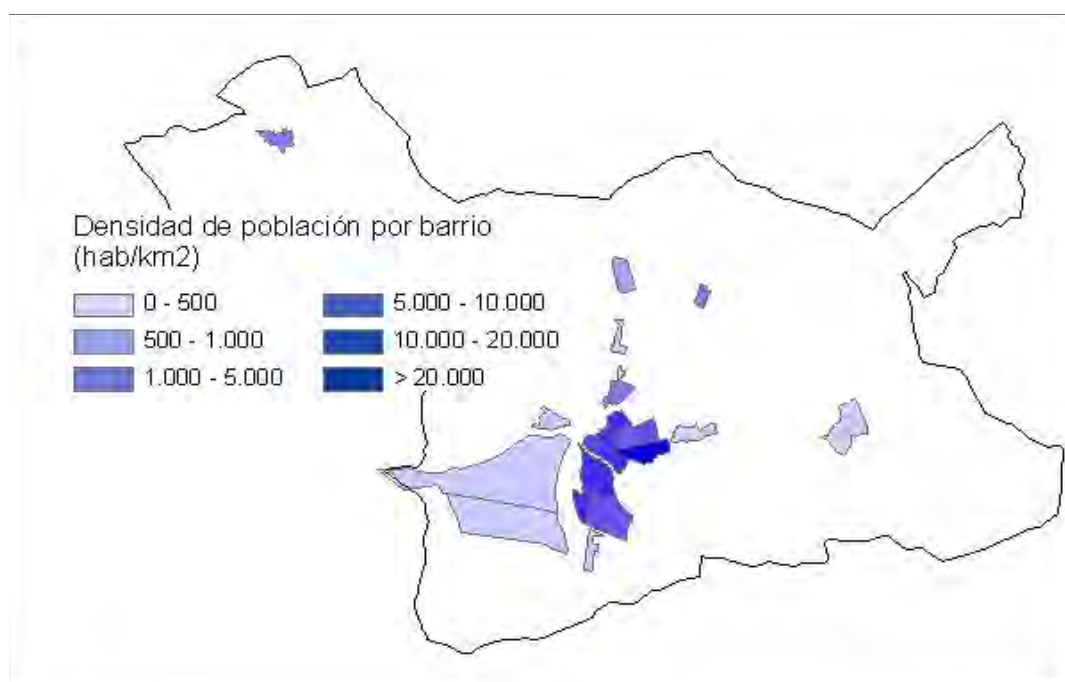 Densidad de población por barrio
(hab/km2)
0 - 500
500 - 1.000
1.000 - 5.000
5.000 - 10.000
10.000 - 20.000
> 20.000